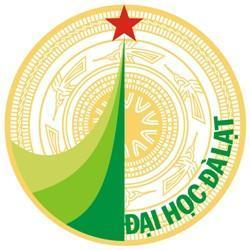 ĐẠI HỌC ĐÀ LẠT